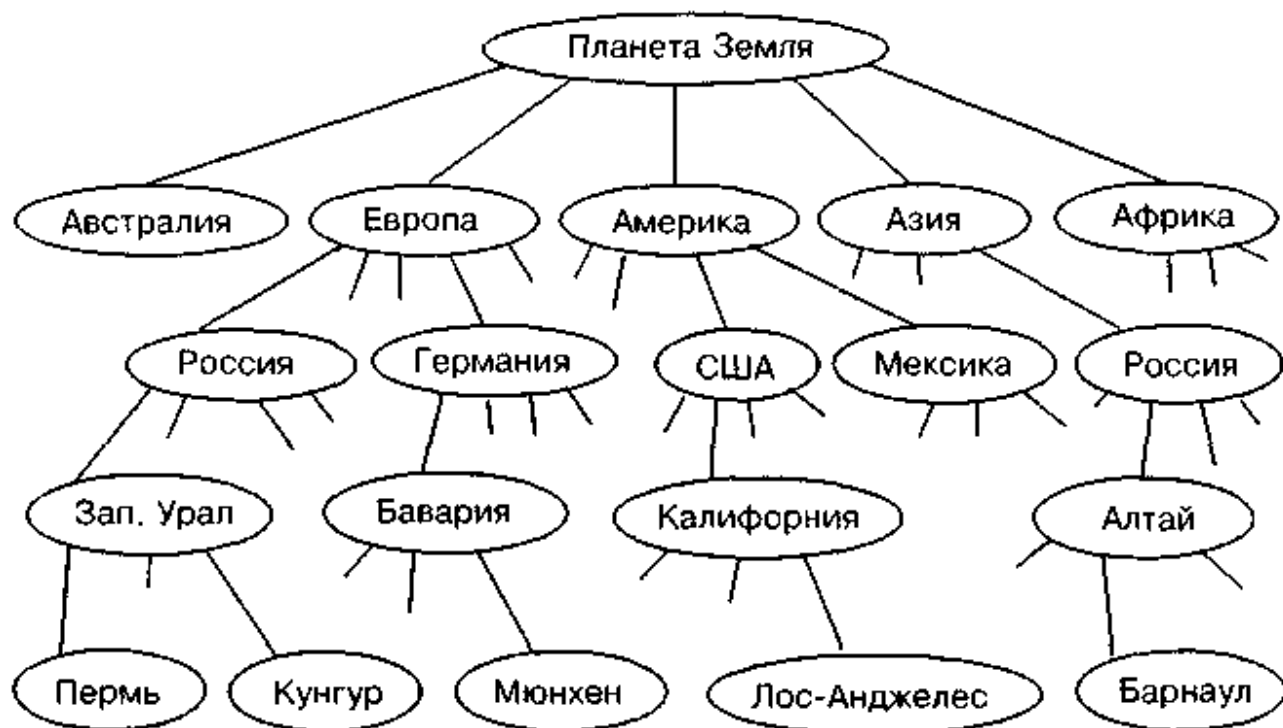 Планета Земля
Австралия
Европа
Америка
Азия
Африка
Россия
Германия
США
Мексика
Россия
Зап. Урал
Бавария
Калифорния
Алтай
Пермь
Кунгур
Мюнхен
Лос-Анджелес
Барнаул